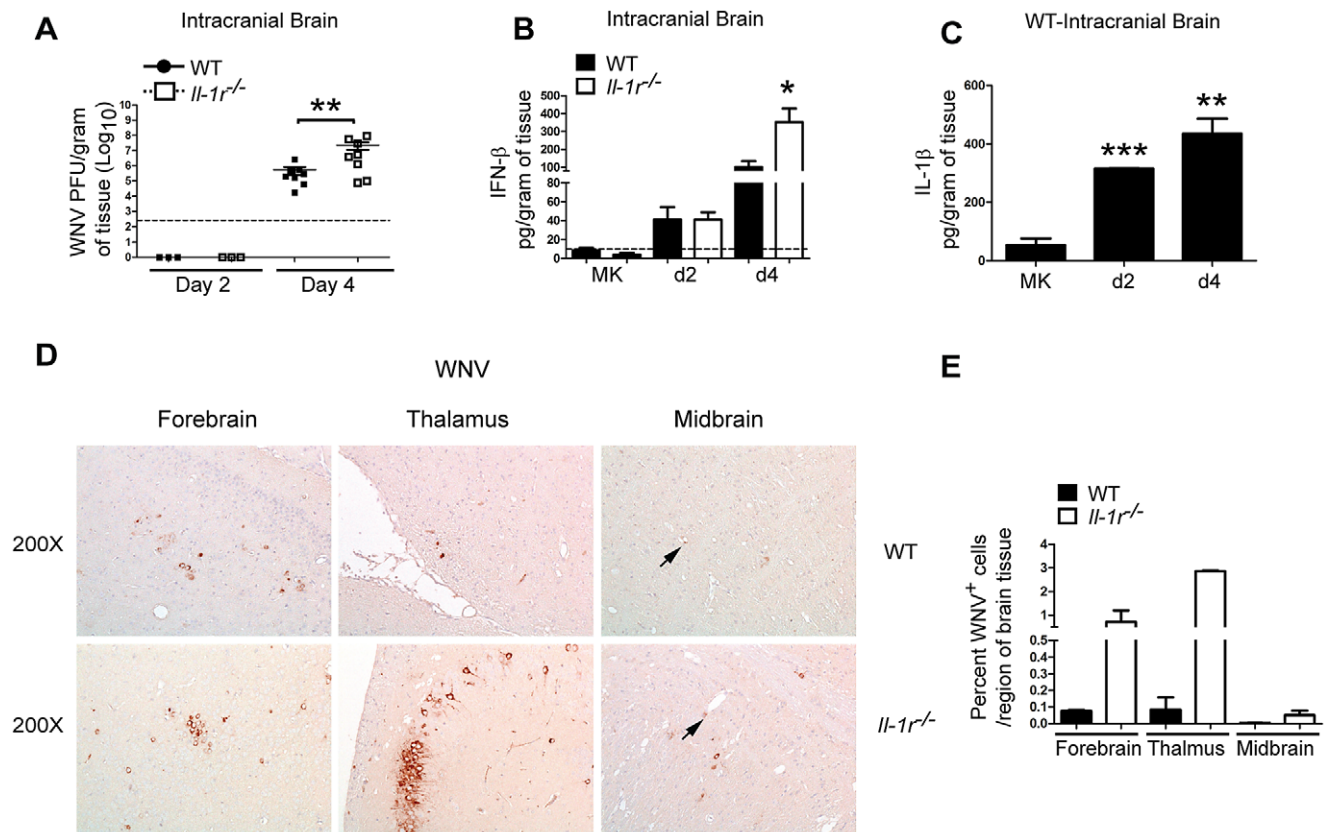 A
Intracranial Brain
WT
Il-1r-/-
WNV PFU/gram
of tissue (Log10)
**
10
9
8
7
6
5
4
3
2
1
0
Day 2
Day 4
B
Intracranial Brain
WT
Il-1r-/-
IFN-β
pg/gram of tissue
*
500
400
300
200
100
40
30
20
10
0
MK
d2
d4
C
WT-Intracranial Brain
IL-1β
pg/gram of tissue
***
**
600
400
200
0
MK
d2
d4
D
WNV
Forebrain
Thalamus
Midbrain
200X
WT
200X
Il-1r-/-
E
WT
Il-1r-/-
Percent WNV+ cells
/region of brain tissue
4
3
2
1
0.5
0.4
0.3
0.2
0.1
0.0
Forebrain
Thalmus
Midbrain